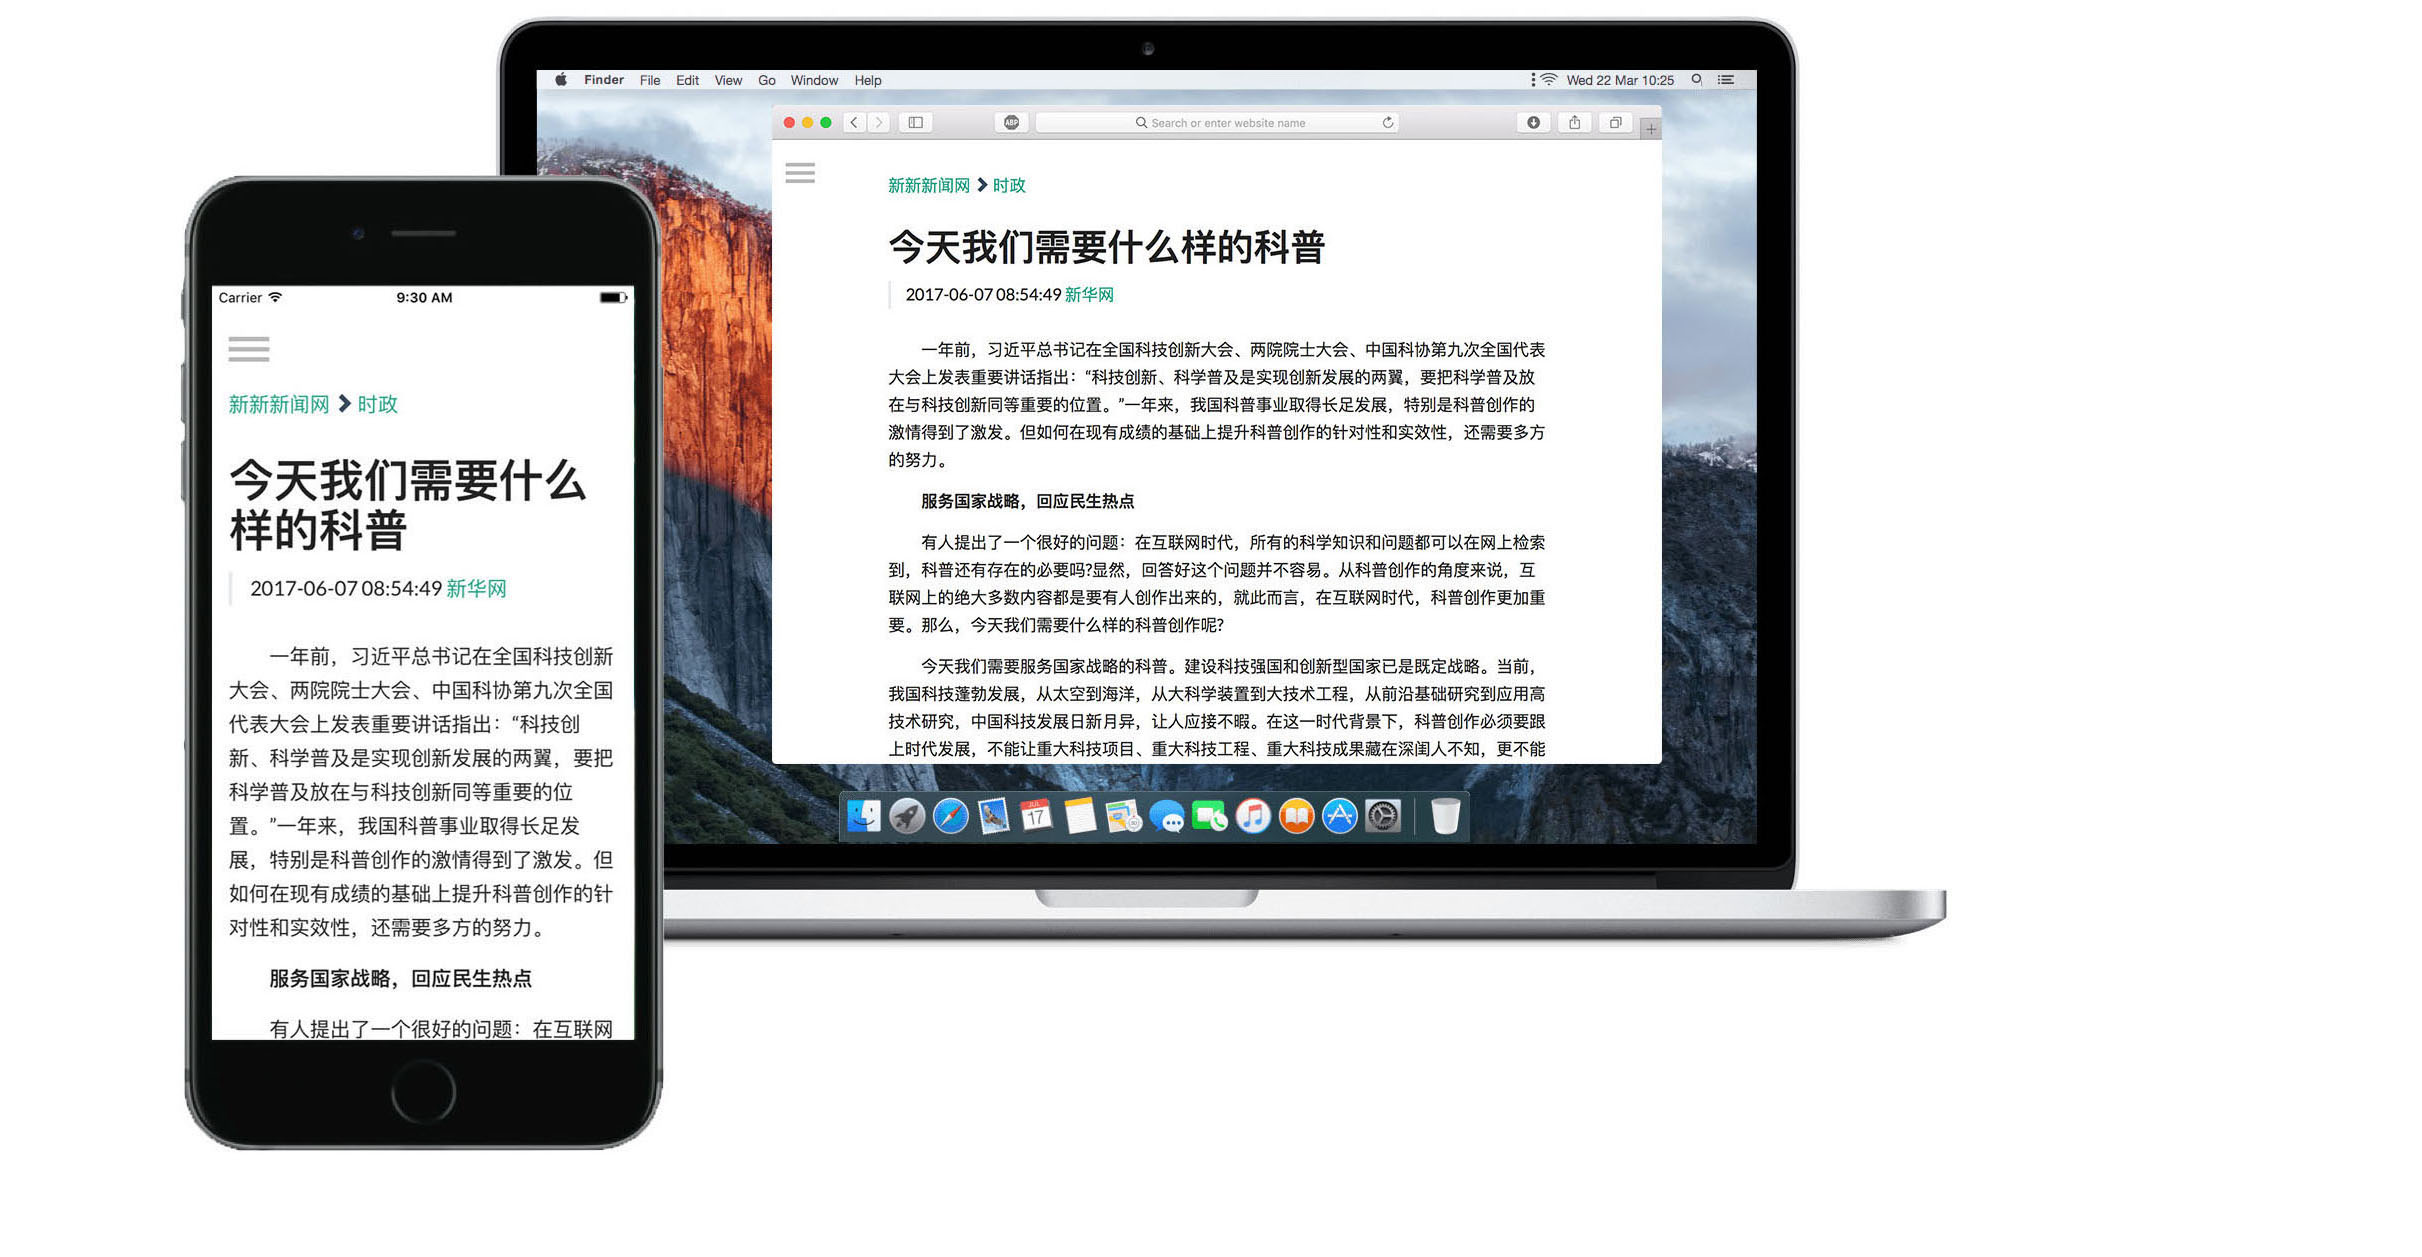 Finder File Edit View Go Window Help Wed 22 Mar 10:25
ABP Search or enter website name
新新新闻网 时政
今天我们需要什么样的科普
2017-06-07 08:54:49 新华网
一年前，习近平总书记在全国科技创新大会、两院院士大会、中国科协第九次全国代表
大会上发表重要讲话指出：“科技创新、科学普及是实现创新发展的两翼，要把科学普及放
在与科技创新同等重要的位置。”一年来，我国科普事业取得长足发展，特别是科普创作的
激情得到了激发。但如何在现有成绩的基础上提升科普创作的针对性和实效性，还需要多方
的努力。
服务国家战略，回应民生热点
有人提出了一个很好的问题：在互联网时代，所有的科学知识和问题都可以在网上检索
到，科普还有存在的必要吗?显然，回答好这个问题并不容易。从科普创作的角度来说，互
联网上的绝大多数内容都是要有人创作出来的，就此而言，在互联网时代，科普创作更加重
要。那么，今天我们需要什么样的科普创作呢?
今天我们需要服务国家战略的科普。建设科技强国和创新型国家已是既定战略。当前，
我国科技蓬勃发展，从太空到海洋，从大科学装置到大技术工程，从前沿基础研究到应用高
技术研究，中国科技发展日新月异，让人应接不暇。在这一时代背景下，科普创作必须要跟
上时代发展，不能让重大科技项目、重大科技工程、重大科技成果藏在深闺人不知，更不能
JUL
17
Carrier 9:30 AM
新新新闻网 时政
今天我们需要什么
样的科普
2017-06-07 08:54:49 新华网
一年前，习近平总书记在全国科技创新
大会、两院院士大会、中国科协第九次全国
代表大会上发表重要讲话指出：“科技创
新、科学普及是实现创新发展的两翼，要把
科学普及放在与科技创新同等重要的位
置。”一年来，我国科普事业取得长足发
展，特别是科普创作的激情得到了激发。但
如何在现有成绩的基础上提升科普创作的针
对性和实效性，还需要多方的努力。
服务国家战略，回应民生热点
有人提出了一个很好的问题：在互联网